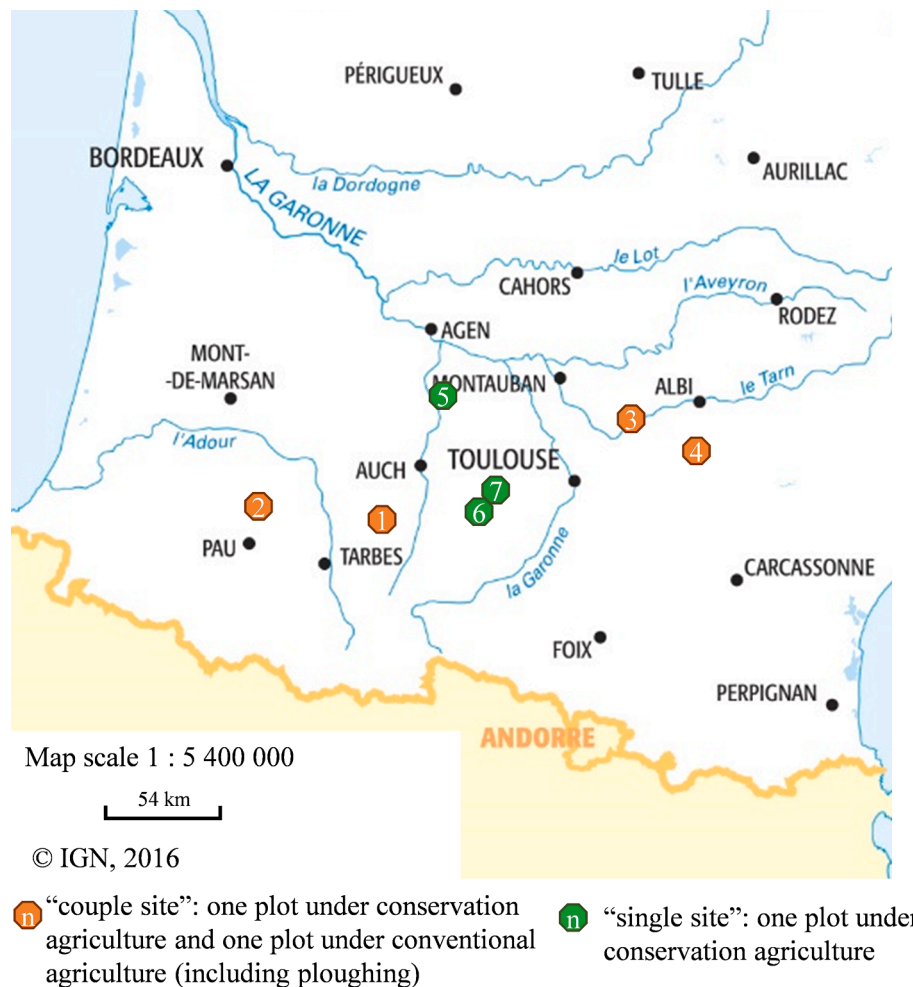 PÉRIGUEUX
TULLE
BORDEAUX
AURILLAC
la Dordogne
LA GARONNE
le Lot
CAHORS
l'Aveyron
RODEZ
AGEN
MONT-
-DE-MARSAN
MONTAUBAN
ALBI
le Tarn
5
3
l'Adour
4
AUCH
TOULOUSE
7
2
6
1
PAU
TARBES
la Garonne
CARCASSONNE
FOIX
PERPIGNAN
ANDORRE
Map scale 1 : 5 400 000
54 km
© IGN, 2016
n "couple site": one plot under conservation
agriculture and one plot under conventional
agriculture (including ploughing)
n "single site": one plot under
conservation agriculture